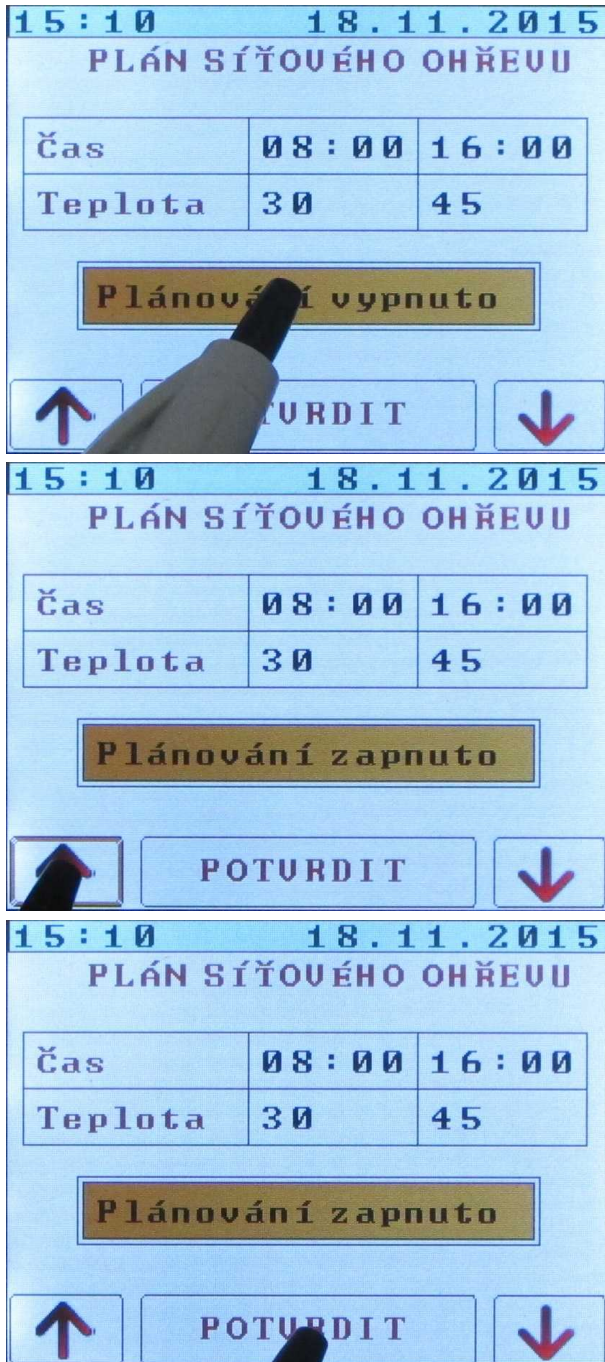 15:10 18.11.2015
PLÁN SÍŤOVÉHO OHŘEVU
Čas 08:00 16:00
Teplota 30 45
Plánování vypnuto
15:10 18.11.2015
PLÁN SÍŤOVÉHO OHŘEVU
Čas 08:00 16:00
Teplota 30 45
Plánování zapnuto
POTVRDIT
15:10 18.11.2015
PLÁN SÍŤOVÉHO OHŘEVU
Čas 08:00 16:00
Teplota 30 45
Plánování zapnuto
POTVRDIT